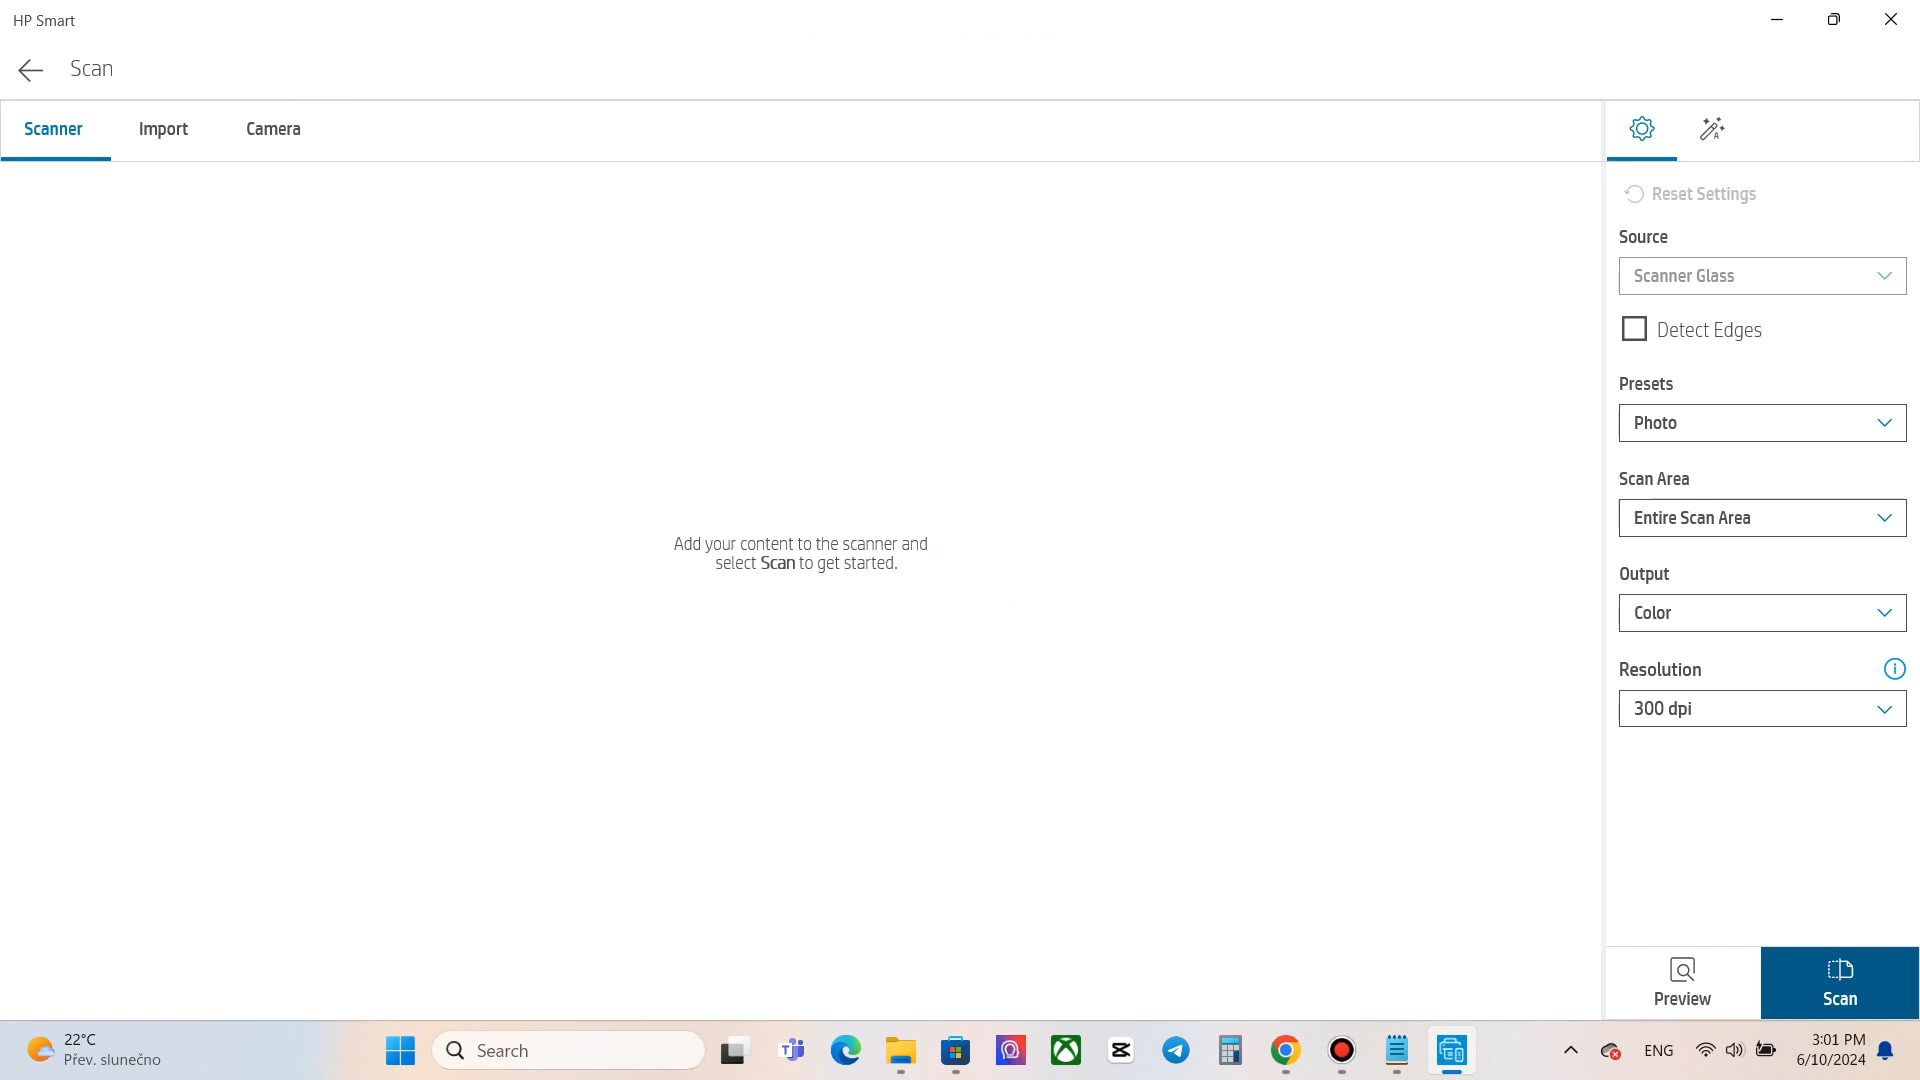 HP Smart
Scan
Scanner
Import
Camera
Reset Settings
Source
Scanner Glass
Detect Edges
Presets
Photo
Scan Area
Entire Scan Area
Output
Color
Resolution
300 dpi
Add your content to the scanner and
select Scan to get started.
Preview
Scan
22°C
Přev. slunečno
Search
ENG
3:01 PM
6/10/2024